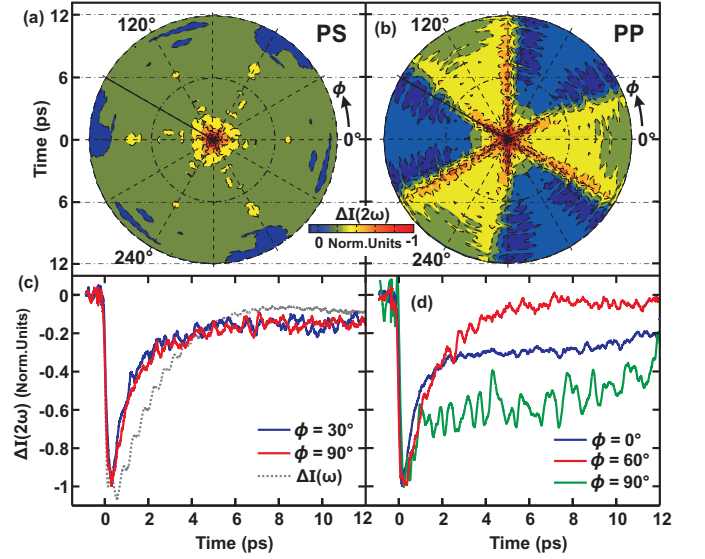 (a) 120° PS
(b) 120° PP
12
6
0
6
12
Time (ps)
ϕ
0°
240°
ϕ
0°
240°
ΔI(2ω)
0 Norm.Units -1
(c)
0
-0.2
-0.4
-0.6
-0.8
-1
ΔI(2ω) (Norm.Units)
ϕ = 30°
ϕ = 90°
ΔI(ω)
0 2 4 6 8 10 12
Time (ps)
(d)
ϕ = 0°
ϕ = 60°
ϕ = 90°
0 2 4 6 8 10 12
Time (ps)